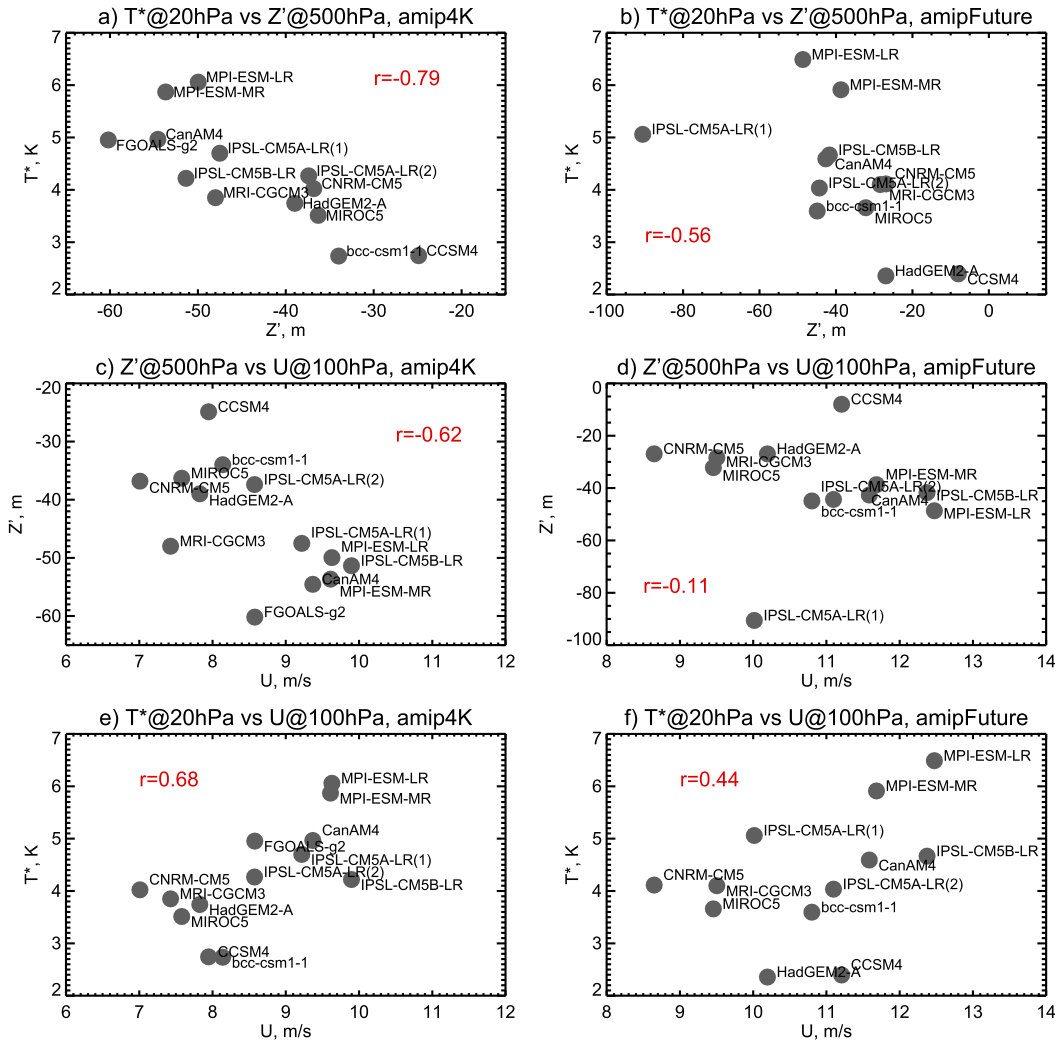 a) T*@20hPa vs Z’@500hPa, amip4K
7
6
5
4
3
2
T*, K
r=-0.79
MPI-ESM-LR
MPI-ESM-MR
CanAM4
FGOALS-g2
IPSL-CM5A-LR(1)
IPSL-CM5B-LR
IPSL-CM5A-LR(2)
CNRM-CM5
MRI-CGCM3
HadGEM2-A
MIROC5
bcc-csm1-1
CCSM4
-60 -50 -40 -30 -20
Z’, m
b) T*@20hPa vs Z’@500hPa, amipFuture
7
6
5
4
3
2
T*, K
MPI-ESM-LR
MPI-ESM-MR
IPSL-CM5A-LR(1)
IPSL-CM5B-LR
CanAM4
CNRM-CM5
IPSL-CM5A-LR(2)
MRI-CGCM3
bcc-csm1-1
MIROC5
r=-0.56
HadGEM2-A
CCSM4
-100 -80 -60 -40 -20 0
Z’, m
c) Z’@500hPa vs U@100hPa, amip4K
-20
-30
-40
-50
-60
Z’, m
CCSM4
r=-0.62
bcc-csm1-1
MIROC5
IPSL-CM5A-LR(2)
CNRM-CM5
HadGEM2-A
IPSL-CM5A-LR(1)
MRI-CGCM3
MPI-ESM-LR
IPSL-CM5B-LR
CanAM4
MPI-ESM-MR
FGOALS-g2
6 7 8 9 10 11 12
U, m/s
d) Z’@500hPa vs U@100hPa, amipFuture
0
-20
-40
-60
-80
-100
Z’, m
CCSM4
CNRM-CM5
HadGEM2-A
MRI-CGCM3
MIROC5
MPI-ESM-MR
IPSL-CM5A-LR(2)
IPSL-CM5B-LR
CanAM4
bcc-csm1-1
MPI-ESM-LR
r=-0.11
IPSL-CM5A-LR(1)
8 9 10 11 12 13 14
U, m/s
e) T*@20hPa vs U@100hPa, amip4K
7
6
5
4
3
2
T*, K
r=0.68
MPI-ESM-LR
MPI-ESM-MR
CanAM4
FGOALS-g2
IPSL-CM5A-LR(1)
IPSL-CM5A-LR(2)
CNRM-CM5
IPSL-CM5B-LR
MRI-CGCM3
HadGEM2-A
MIROC5
CCSM4
bcc-csm1-1
6 7 8 9 10 11 12
U, m/s
f) T*@20hPa vs U@100hPa, amipFuture
7
6
5
4
3
2
T*, K
r=0.44
MPI-ESM-LR
MPI-ESM-MR
IPSL-CM5A-LR(1)
IPSL-CM5B-LR
CanAM4
CNRM-CM5
MRI-CGCM3
IPSL-CM5A-LR(2)
MIROC5
bcc-csm1-1
HadGEM2-A
CCSM4
8 9 10 11 12 13 14
U, m/s